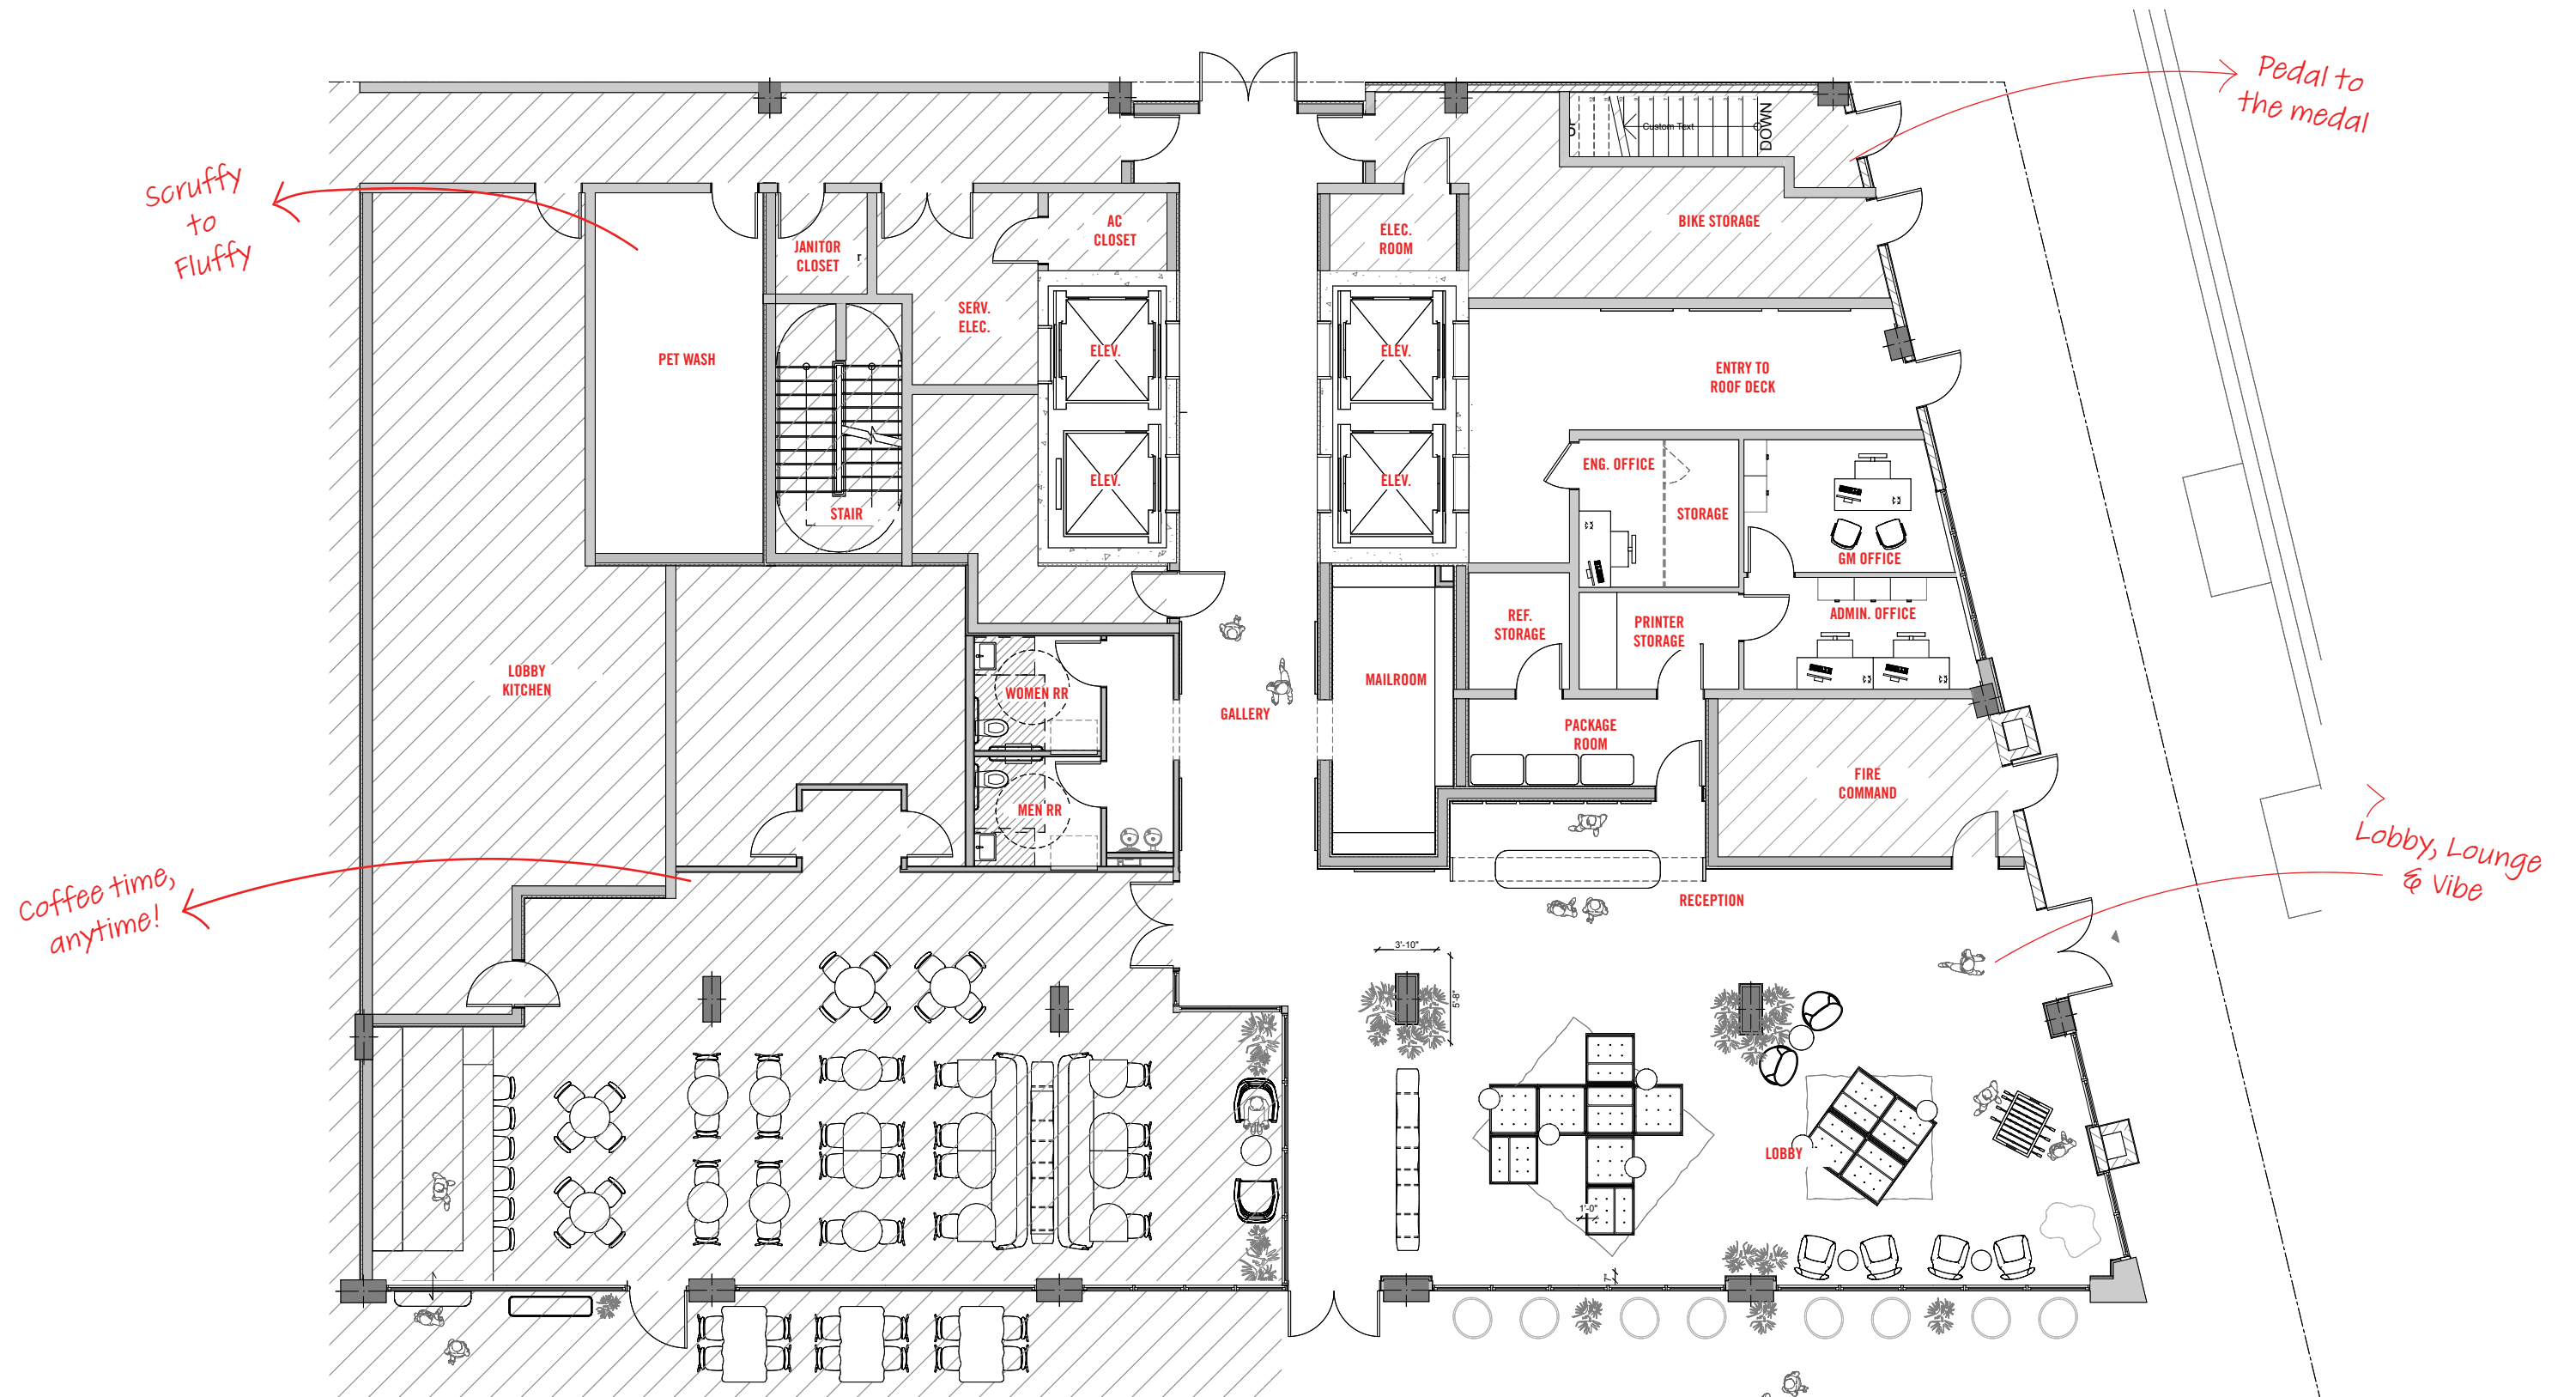 Pedal to
the medal
Scruffy
to
Fluffy
Custom Text
DOWN
AC
CLOSET
JANITOR
CLOSET
r
ELEC.
ROOM
BIKE STORAGE
SERV.
ELEC.
ELEV.
ELEV.
PET WASH
ENTRY TO
ROOF DECK
ELEV.
ELEV.
ENG. OFFICE
STORAGE
STAIR
GM OFFICE
ADMIN. OFFICE
REF.
STORAGE
PRINTER
STORAGE
LOBBY
KITCHEN
WOMEN RR
MAILROOM
GALLERY
PACKAGE
ROOM
FIRE
COMMAND
MEN RR
Lobby, Lounge
& Vibe
Coffee time,
anytime!
RECEPTION
3'-10"
5'-8"
LOBBY
1'-0"
7"